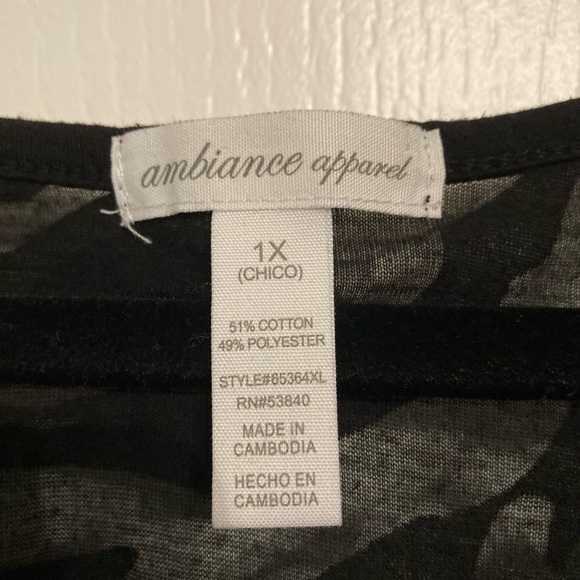 ambiance apparel
1X
(CHICO)
51% COTTON
49% POLYESTER
STYLE#65364XL
RN#53840
MADE IN
CAMBODIA
HECHO EN
CAMBODIA